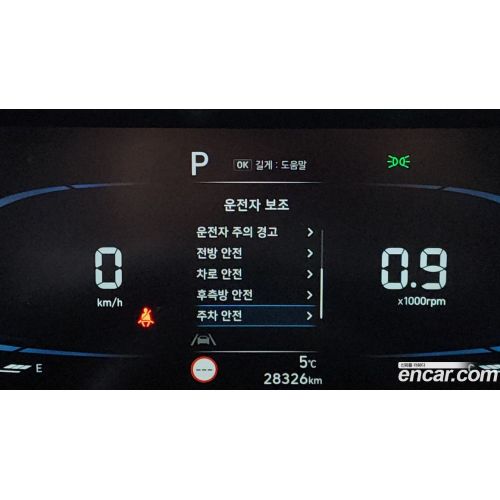 P
OK 길게 : 도움말
운전자 보조
운전자 주의 경고
전방 안전
차로 안전
후측방 안전
주차 안전
0
km/h
0.9
x1000rpm
E
---
5℃
28326 km
encar.com